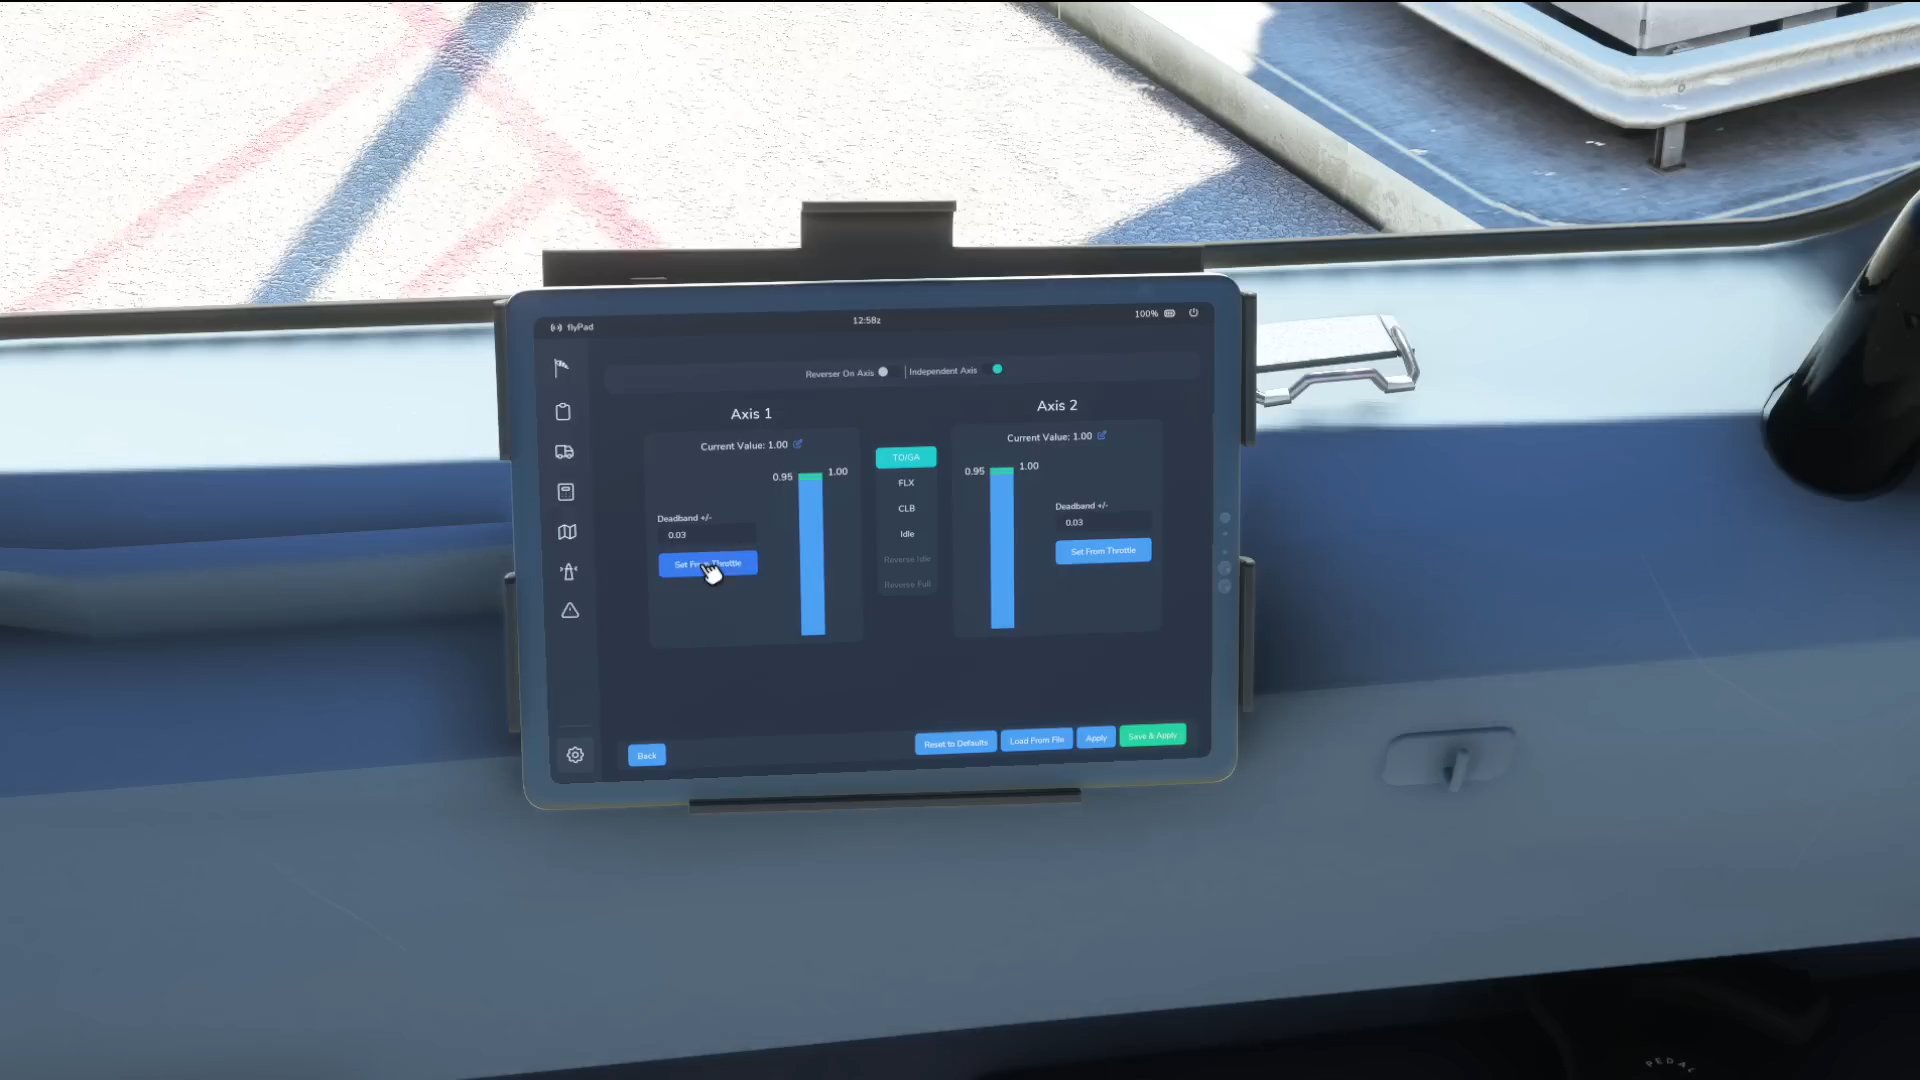 flyPad
12:58z
100%
Reverser On Axis
Independent Axis
Axis 1
Axis 2
Current Value: 1.00
Current Value: 1.00
0.95
1.00
0.95
1.00
TO/GA
FLX
CLB
Idle
Reverse Idle
Reverse Full
Deadband +/-
0.03
Set From Throttle
Deadband +/-
0.03
Set From Throttle
Back
Reset to Defaults
Load From File
Apply
Save & Apply